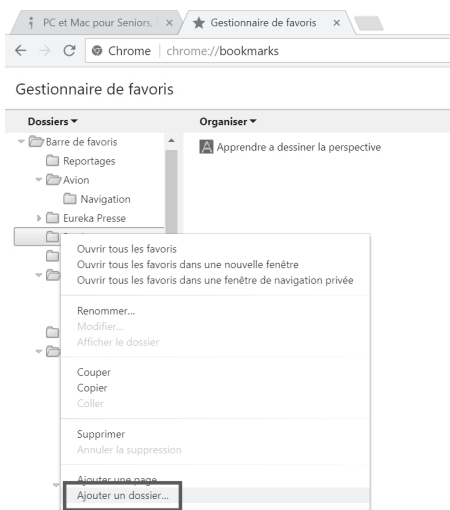 PC et Mac pour Seniors.
Gestionnaire de favoris
Chrome chrome://bookmarks
Gestionnaire de favoris
Dossiers
Organiser
Barre de favoris
Reportages
Avion
Navigation
Eureka Presse
Apprendre a dessiner la perspective
Ouvrir tous les favoris
Ouvrir tous les favoris dans une nouvelle fenêtre
Ouvrir tous les favoris dans une fenêtre de navigation privée
Renommer...
Modifier...
Afficher le dossier
Couper
Copier
Coller
Supprimer
Annuler la suppression
Ajouter une page...
Ajouter un dossier...